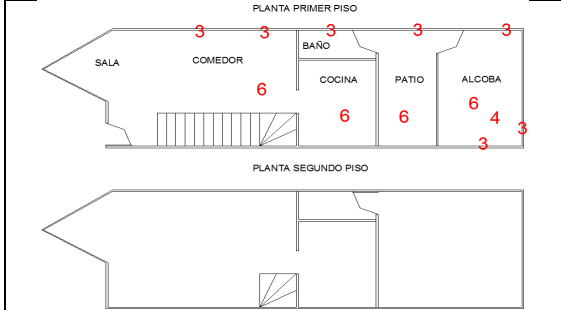 PLANTA PRIMER PISO
3 3 3 3 3
BAÑO
SALA COMEDOR
COCINA PATIO ALCOBA
6 6 6 6
4
3
3
PLANTA SEGUNDO PISO